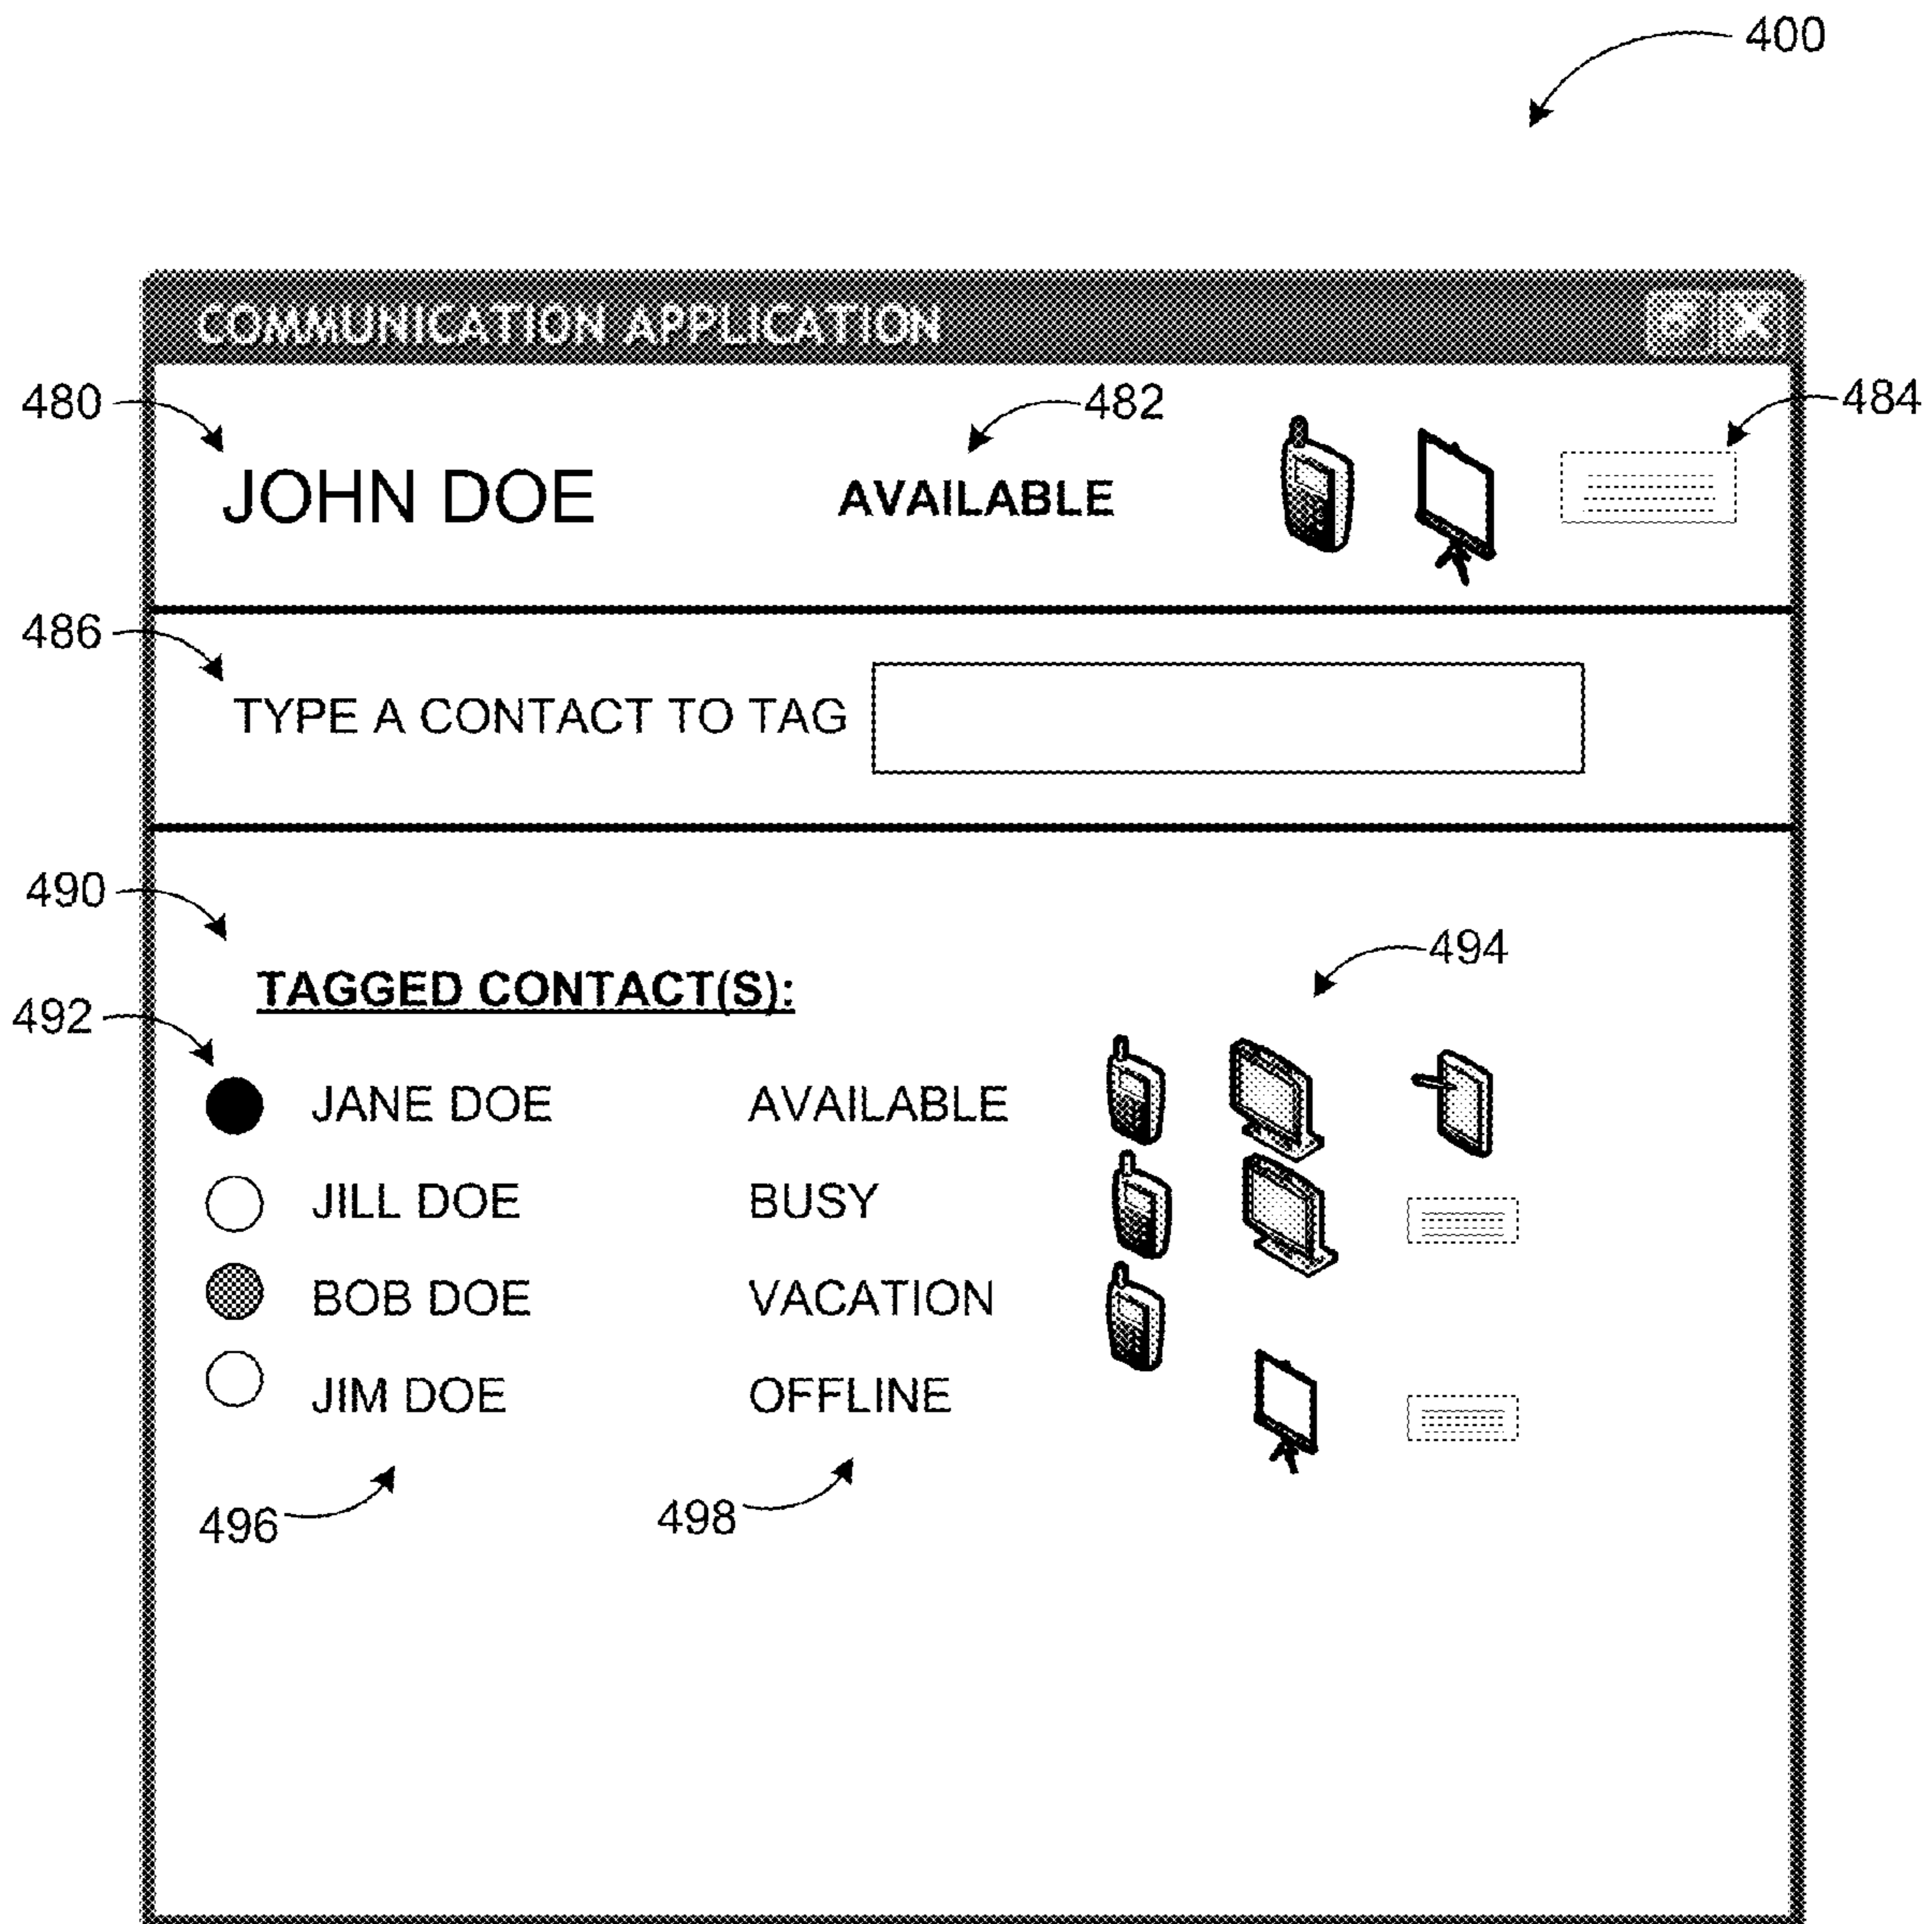 400
COMMUNICATION APPLICATION
480
482
484
JOHN DOE AVAILABLE
486
TYPE A CONTACT TO TAG
490
494
TAGGED CONTACT(S):
492
JANE DOE AVAILABLE
JILL DOE BUSY
BOB DOE VACATION
JIM DOE OFFLINE
496
498